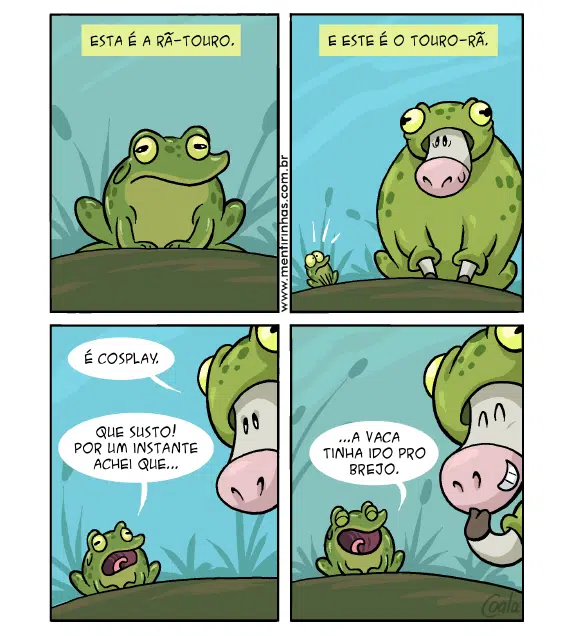 ESTA É A RÃ-TOURO.
E ESTE É O TOURO-RÃ.
www.mentirinhas.com.br
É COSPLAY.
QUE SUSTO!
POR UM INSTANTE
ACHEI QUE...
...A VACA
TINHA IDO PRO
BREJO.
Coala